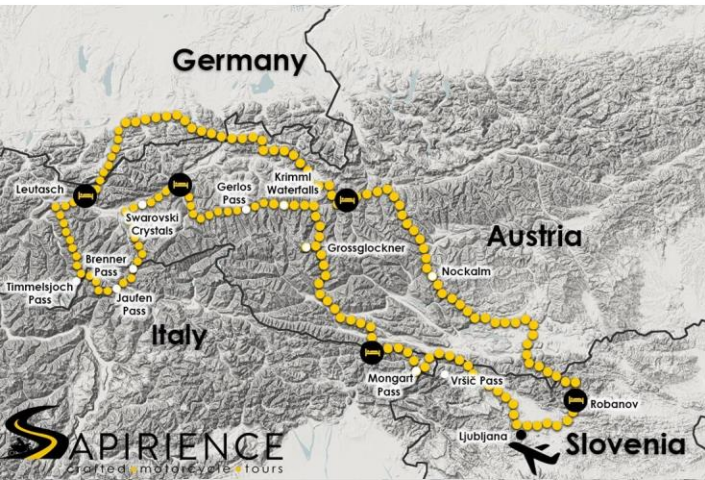 Germany
Leutasch
Gerlos
Pass
Krimml
Waterfalls
Swarovski
Crystals
Austria
Grossglockner
Brenner
Pass
Nockalm
Timmelsjoch
Pass
Jaufen
Pass
Italy
Mongart
Pass
Vršič Pass
Robanov
Ljubljana
Slovenia
SAPIRIENCE
crafted motorcycle tours